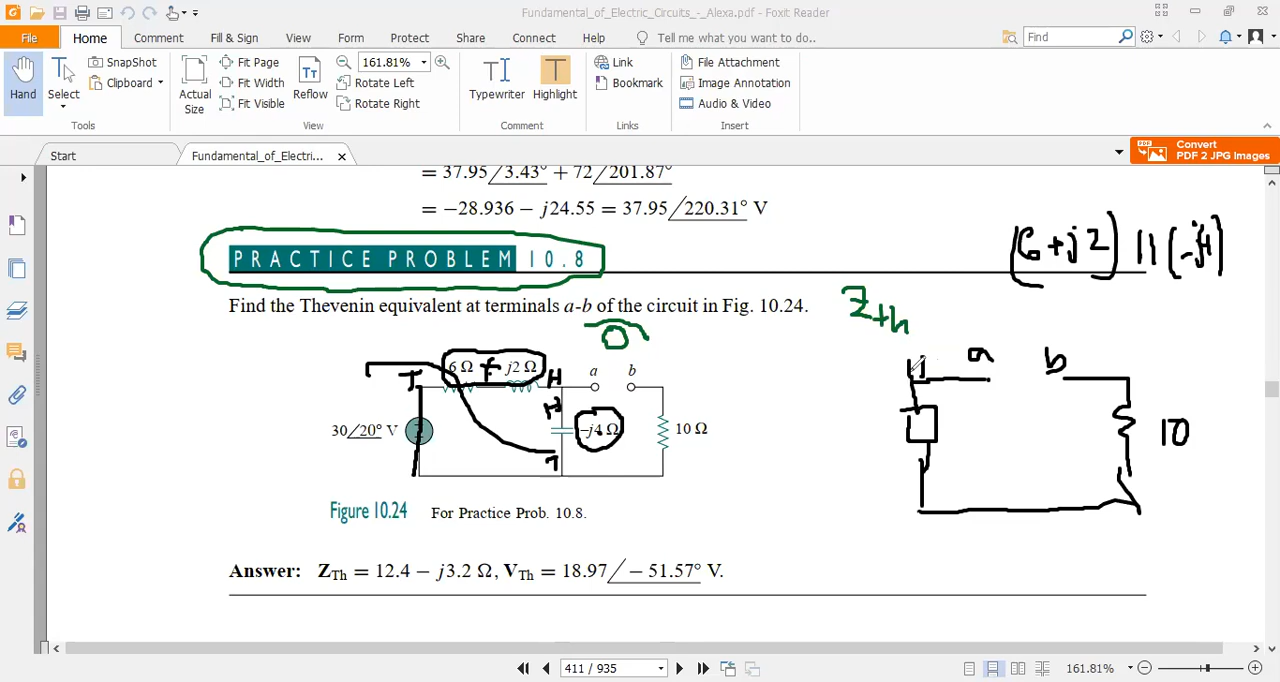 Fundamental_of_Electric_Circuits_-_Alexa.pdf - Foxit Reader
File Home Comment Fill & Sign View Form Protect Share Connect Help Tell me what you want to do.. Find
Hand Select SnapShot Clipboard Actual Size Fit Page Fit Width Fit Visible Reflow 161.81% Rotate Left Rotate Right Typewriter Highlight Link Bookmark File Attachment Image Annotation Audio & Video
Tools View Comment Links Insert
Start Fundamental_of_Electri... Convert PDF 2 JPG Images
= 37.95/3.43° + 72/201.87°
= −28.936 − j24.55 = 37.95/220.31° V
PRACTICE PROBLEM 10.8
(6+j2) || (-j4)
Find the Thevenin equivalent at terminals a-b of the circuit in Fig. 10.24.
Zth
0
6 Ω + j2 Ω H a b
T H
30/20° V −j4 Ω 10 Ω
T
H a b
10
Figure 10.24 For Practice Prob. 10.8.
Answer: ZTh = 12.4 − j3.2 Ω, VTh = 18.97/−51.57° V.
411 / 935 161.81%